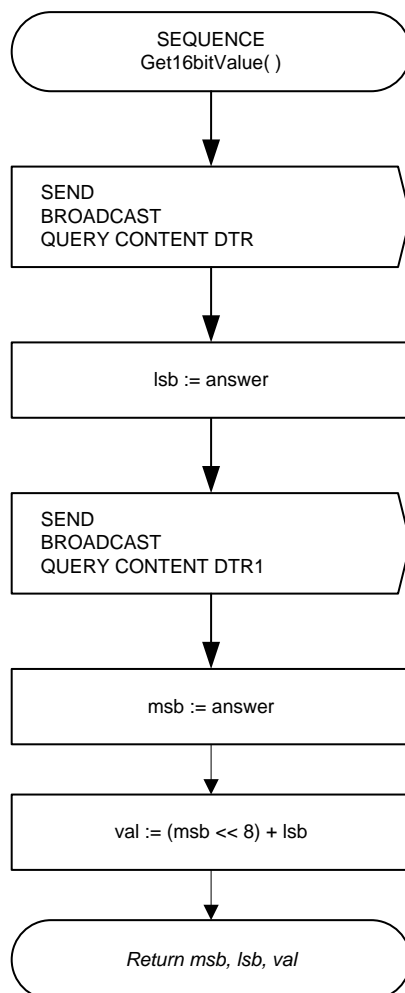 SEQUENCE
Get16bitValue( )
SEND
BROADCAST
QUERY CONTENT DTR
lsb := answer
SEND
BROADCAST
QUERY CONTENT DTR1
msb := answer
val := (msb << 8) + lsb
Return msb, lsb, val